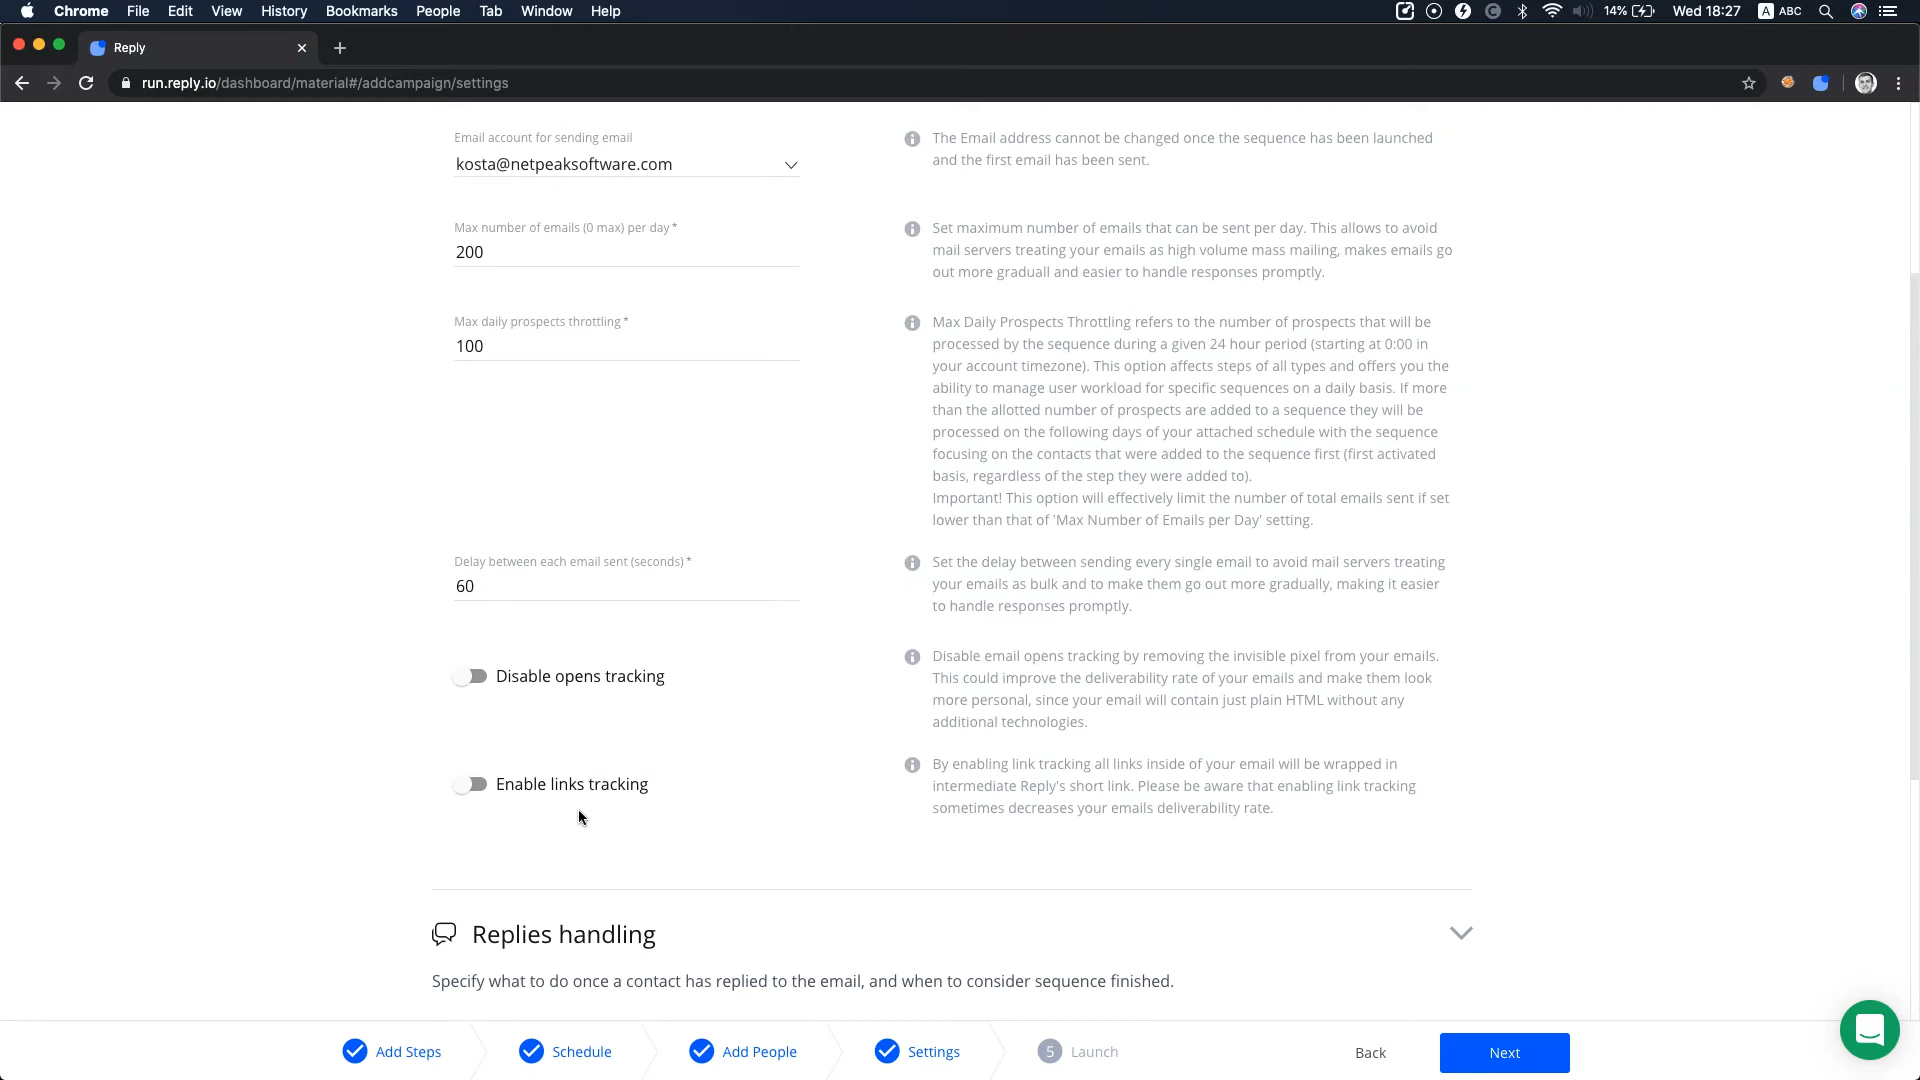 Chrome File Edit View History Bookmarks People Tab Window Help 14% Wed 18:27 A ABC
Reply
run.reply.io/dashboard/material#/addcampaign/settings
Email account for sending email
kosta@netpeaksoftware.com
The Email address cannot be changed once the sequence has been launched
and the first email has been sent.
Max number of emails (0 max) per day *
200
Set maximum number of emails that can be sent per day. This allows to avoid
mail servers treating your emails as high volume mass mailing, makes emails go
out more graduall and easier to handle responses promptly.
Max daily prospects throttling *
100
Max Daily Prospects Throttling refers to the number of prospects that will be
processed by the sequence during a given 24 hour period (starting at 0:00 in
your account timezone). This option affects steps of all types and offers you the
ability to manage user workload for specific sequences on a daily basis. If more
than the allotted number of prospects are added to a sequence they will be
processed on the following days of your attached schedule with the sequence
focusing on the contacts that were added to the sequence first (first activated
basis, regardless of the step they were added to).
Important! This option will effectively limit the number of total emails sent if set
lower than that of 'Max Number of Emails per Day' setting.
Delay between each email sent (seconds) *
60
Set the delay between sending every single email to avoid mail servers treating
your emails as bulk and to make them go out more gradually, making it easier
to handle responses promptly.
Disable opens tracking
Disable email opens tracking by removing the invisible pixel from your emails.
This could improve the deliverability rate of your emails and make them look
more personal, since your email will contain just plain HTML without any
additional technologies.
Enable links tracking
By enabling link tracking all links inside of your email will be wrapped in
intermediate Reply's short link. Please be aware that enabling link tracking
sometimes decreases your emails deliverability rate.
Replies handling
Specify what to do once a contact has replied to the email, and when to consider sequence finished.
Add Steps Schedule Add People Settings 5 Launch Back Next